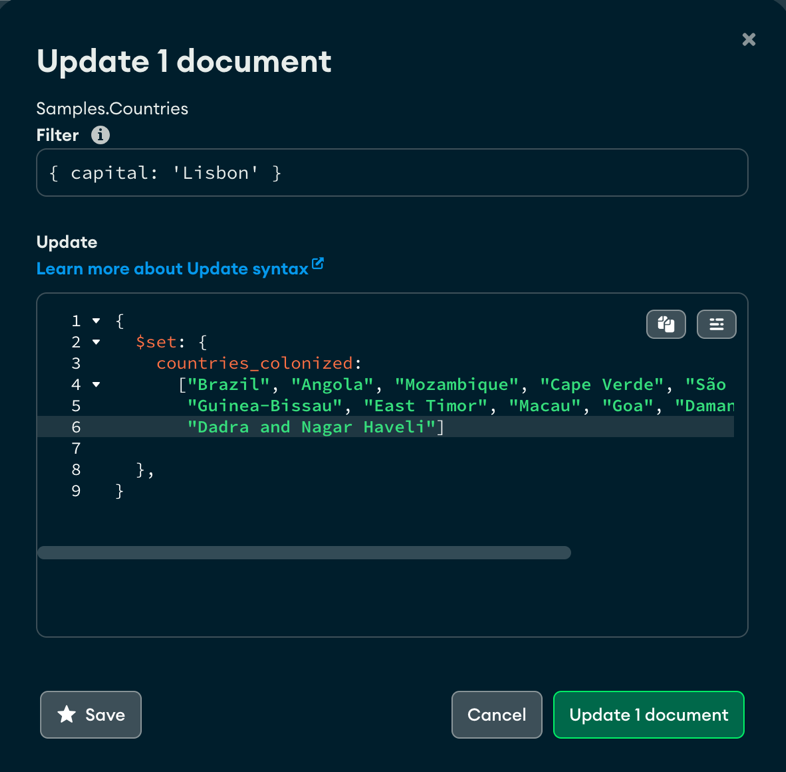 Update 1 document
Samples.Countries
Filter
{ capital: 'Lisbon' }
Update
Learn more about Update syntax
1 {
2 $set: {
3 countries_colonized:
4 ["Brazil", "Angola", "Mozambique", "Cape Verde", "São
5 "Guinea-Bissau", "East Timor", "Macau", "Goa", "Daman
6 "Dadra and Nagar Haveli"]
7
8 },
9 }
Save
Cancel
Update 1 document